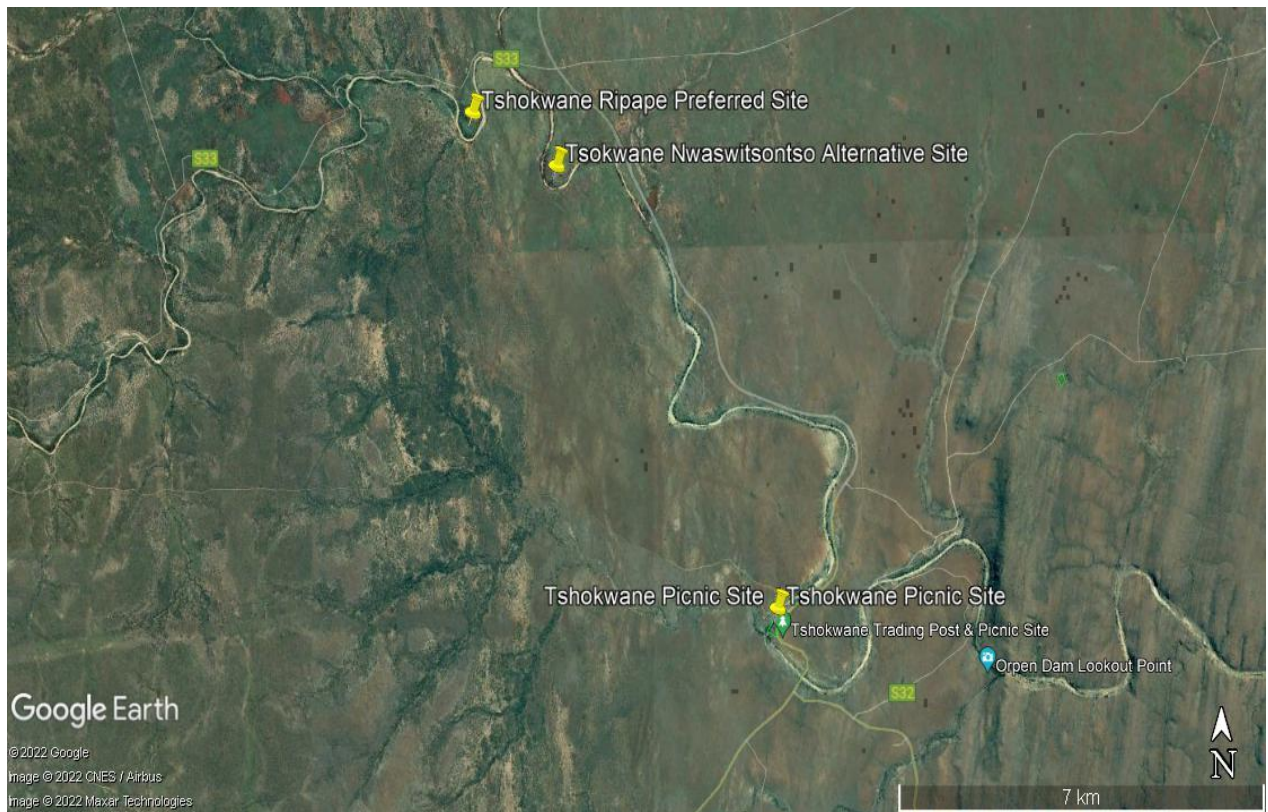 S33
Tshokwane Ripape Preferred Site
Tsokwane Nwaswitsontso Alternative Site
S33
Tshokwane Picnic Site
Tshokwane Picnic Site
Tshokwane Trading Post & Picnic Site
Orpen Dam Lookout Point
S32
Google Earth
©2022 Google
Image © 2022 CNES / Airbus
Image © 2022 Maxar Technologies
N
7 km